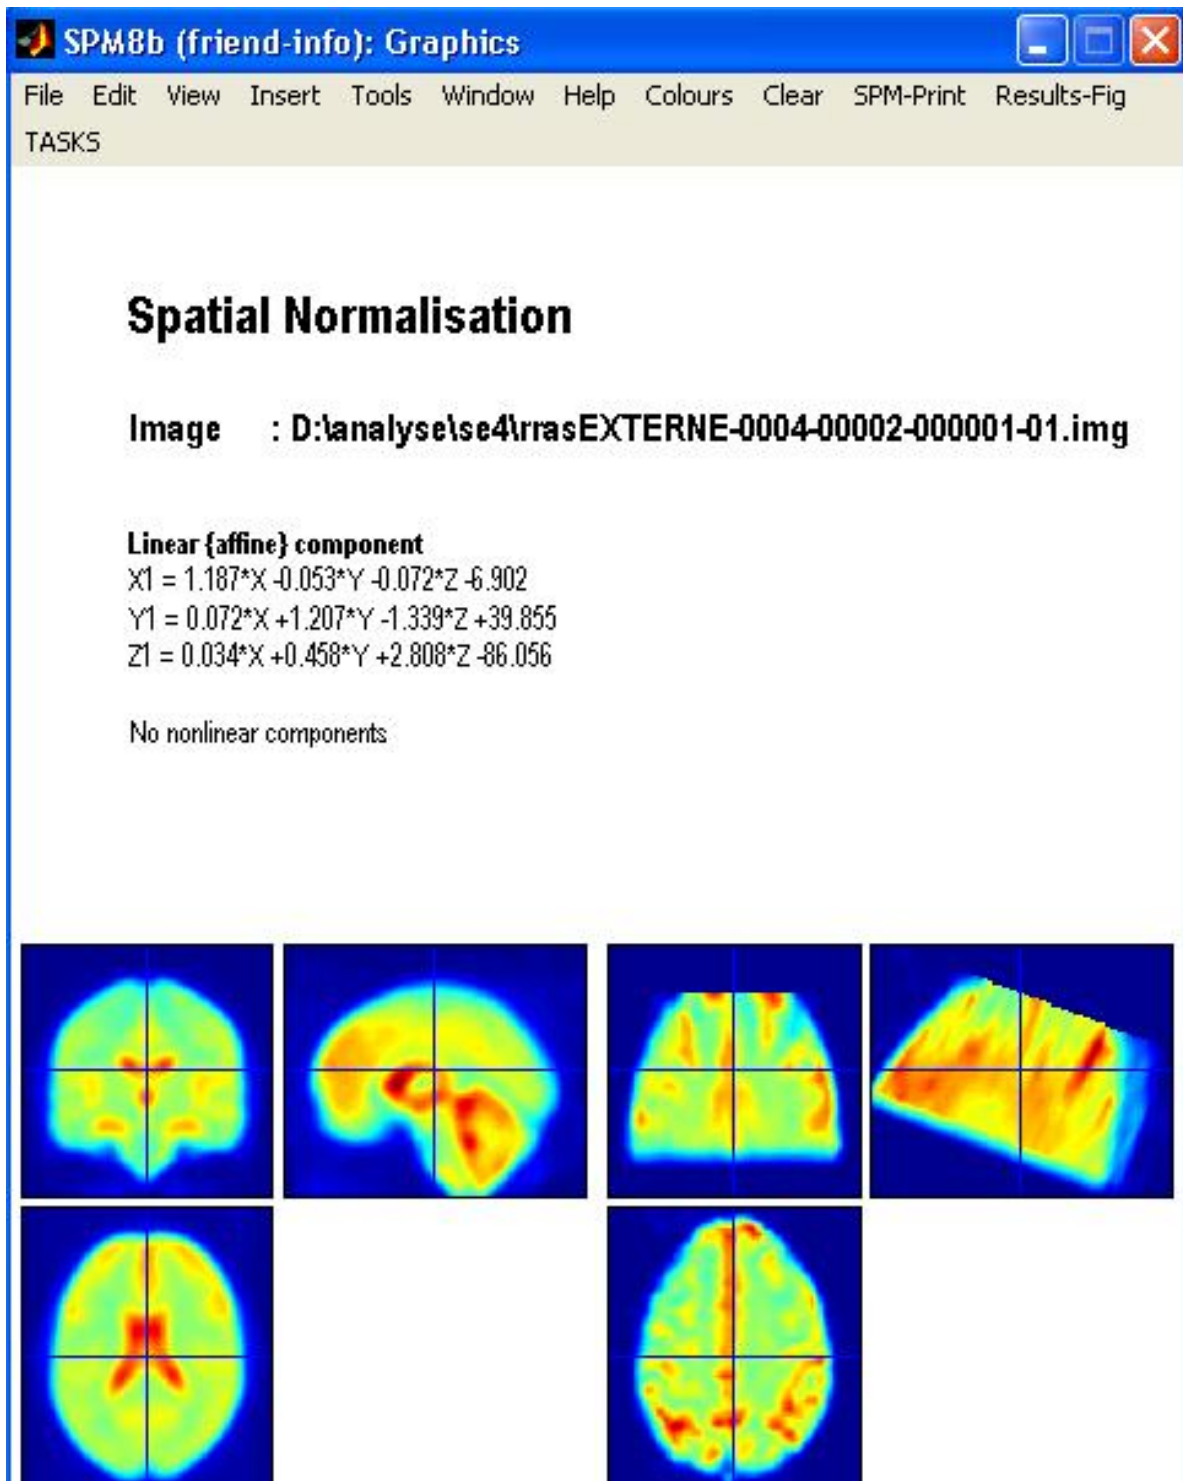 SPM8b (friend-info): Graphics
File Edit View Insert Tools Window Help Colours Clear SPM-Print Results-Fig
TASKS
Spatial Normalisation
Image : D:\analyse\se4\rrasEXTERNE-0004-00002-000001-01.img
Linear {affine} component
X1 = 1.187*X -0.053*Y -0.072*Z -6.902
Y1 = 0.072*X +1.207*Y -1.339*Z +39.855
Z1 = 0.034*X +0.458*Y +2.808*Z -86.056
No nonlinear components